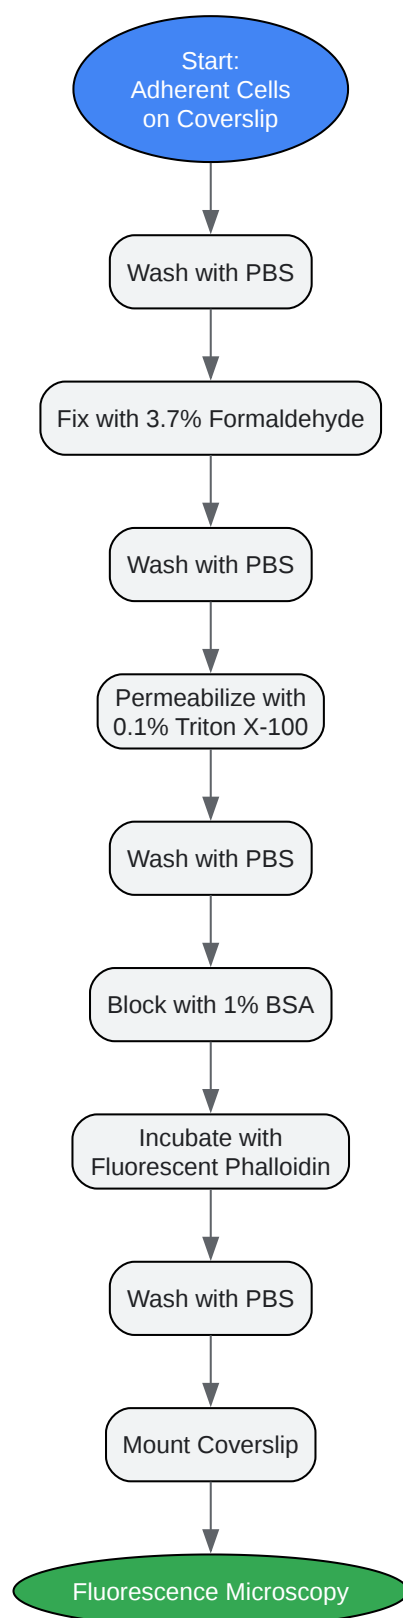 Start:
Adherent Cells
on Coverslip
Wash with PBS
Fix with 3.7% Formaldehyde
Wash with PBS
Permeabilize with
0.1% Triton X-100
Wash with PBS
Block with 1% BSA
Incubate with
Fluorescent Phalloidin
Wash with PBS
Mount Coverslip
Fluorescence Microscopy